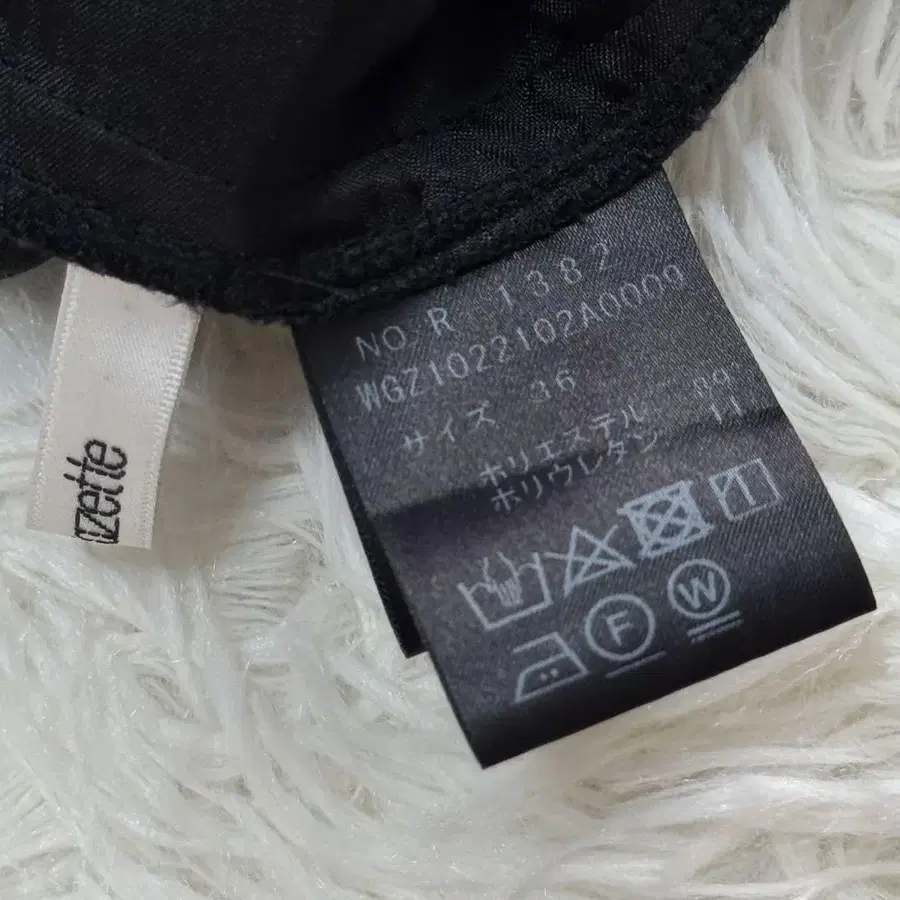 NO.R 1382
WGZ1022102A0009
サイズ 36
ポリエステル 89
ポリウレタン 11
F
W
zette